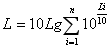 L = 10Lg∑_{i=1}^{n} 10^{Li/10}